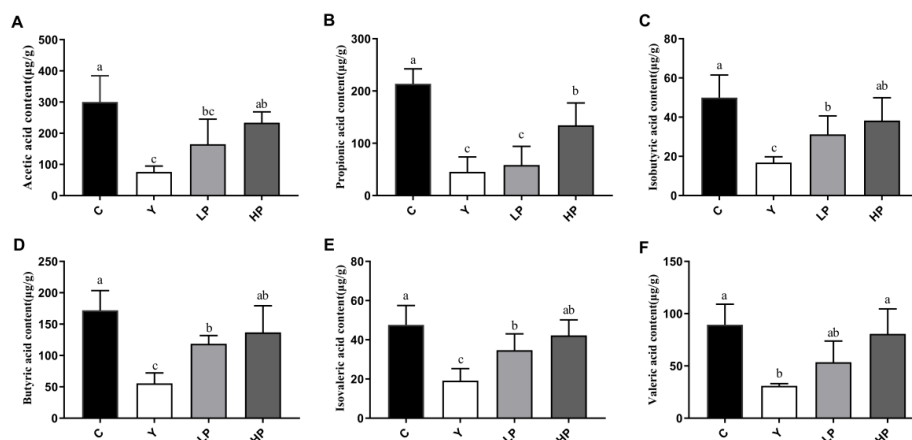 A
Acetic acid content(μg/g)
500
400
300
200
100
0
a
c
bc
ab
C
Y
LP
HP
B
Propionic acid content(μg/g)
300
200
100
0
a
c
c
b
C
Y
LP
HP
C
Isobutyric acid content(μg/g)
80
60
40
20
0
a
c
b
ab
C
Y
LP
HP
D
Butyric acid content(μg/g)
250
200
150
100
50
0
a
c
b
ab
C
Y
LP
HP
E
Isovaleric acid content(μg/g)
80
60
40
20
0
a
c
b
ab
C
Y
LP
HP
F
Valeric acid content(μg/g)
150
100
50
0
a
b
ab
a
C
Y
LP
HP